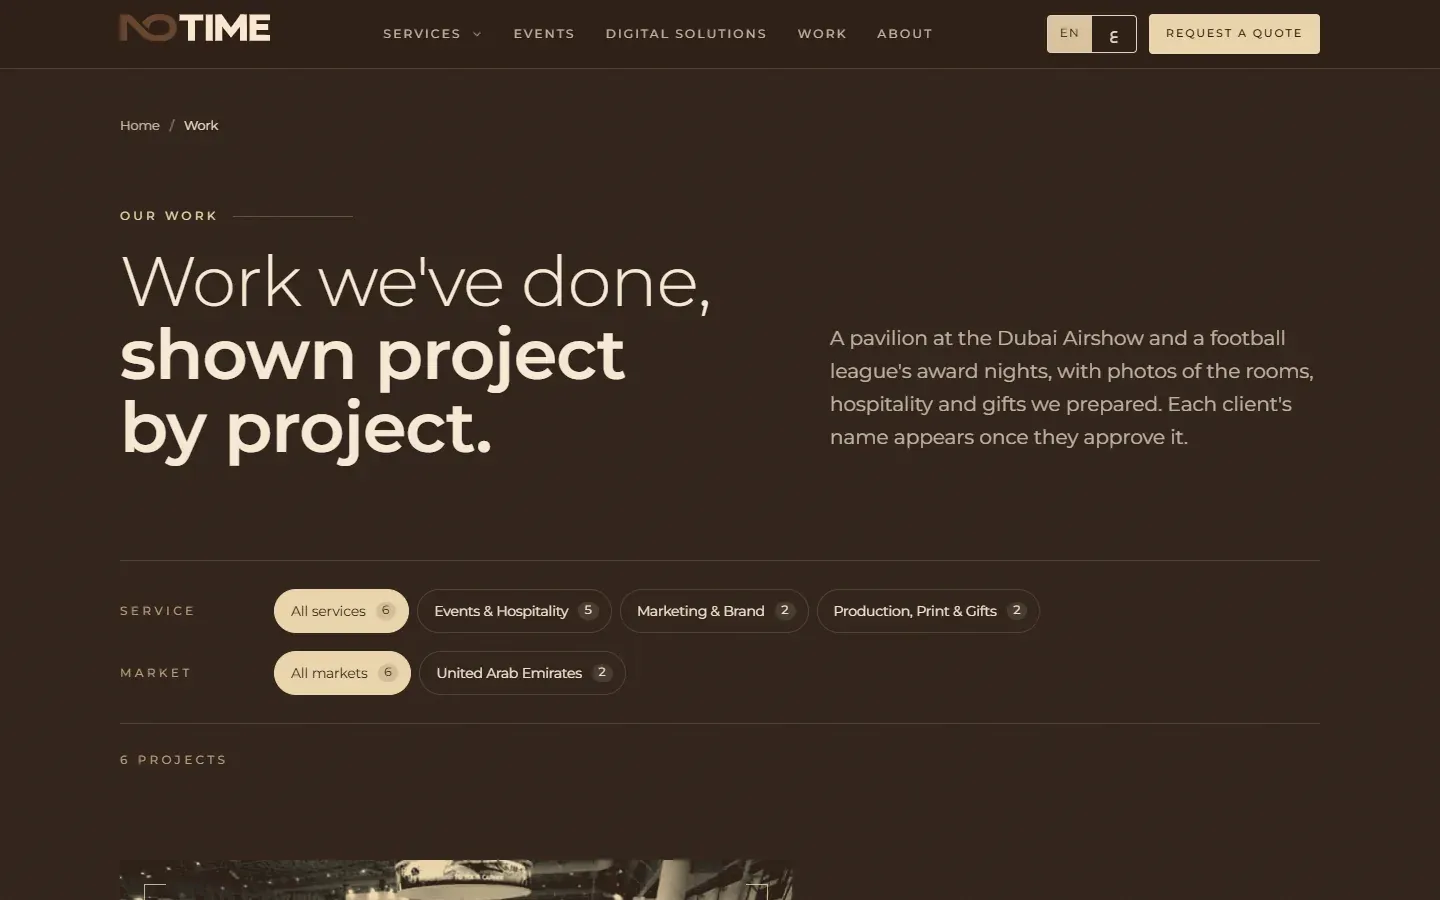 NOTIME
SERVICES
EVENTS
DIGITAL SOLUTIONS
WORK
ABOUT
EN
ع
REQUEST A QUOTE
Home / Work
OUR WORK
Work we've done,
shown project
by project.
A pavilion at the Dubai Airshow and a football
league's award nights, with photos of the rooms,
hospitality and gifts we prepared. Each client's
name appears once they approve it.
SERVICE
All services 6
Events & Hospitality 5
Marketing & Brand 2
Production, Print & Gifts 2
MARKET
All markets 6
United Arab Emirates 2
6 PROJECTS